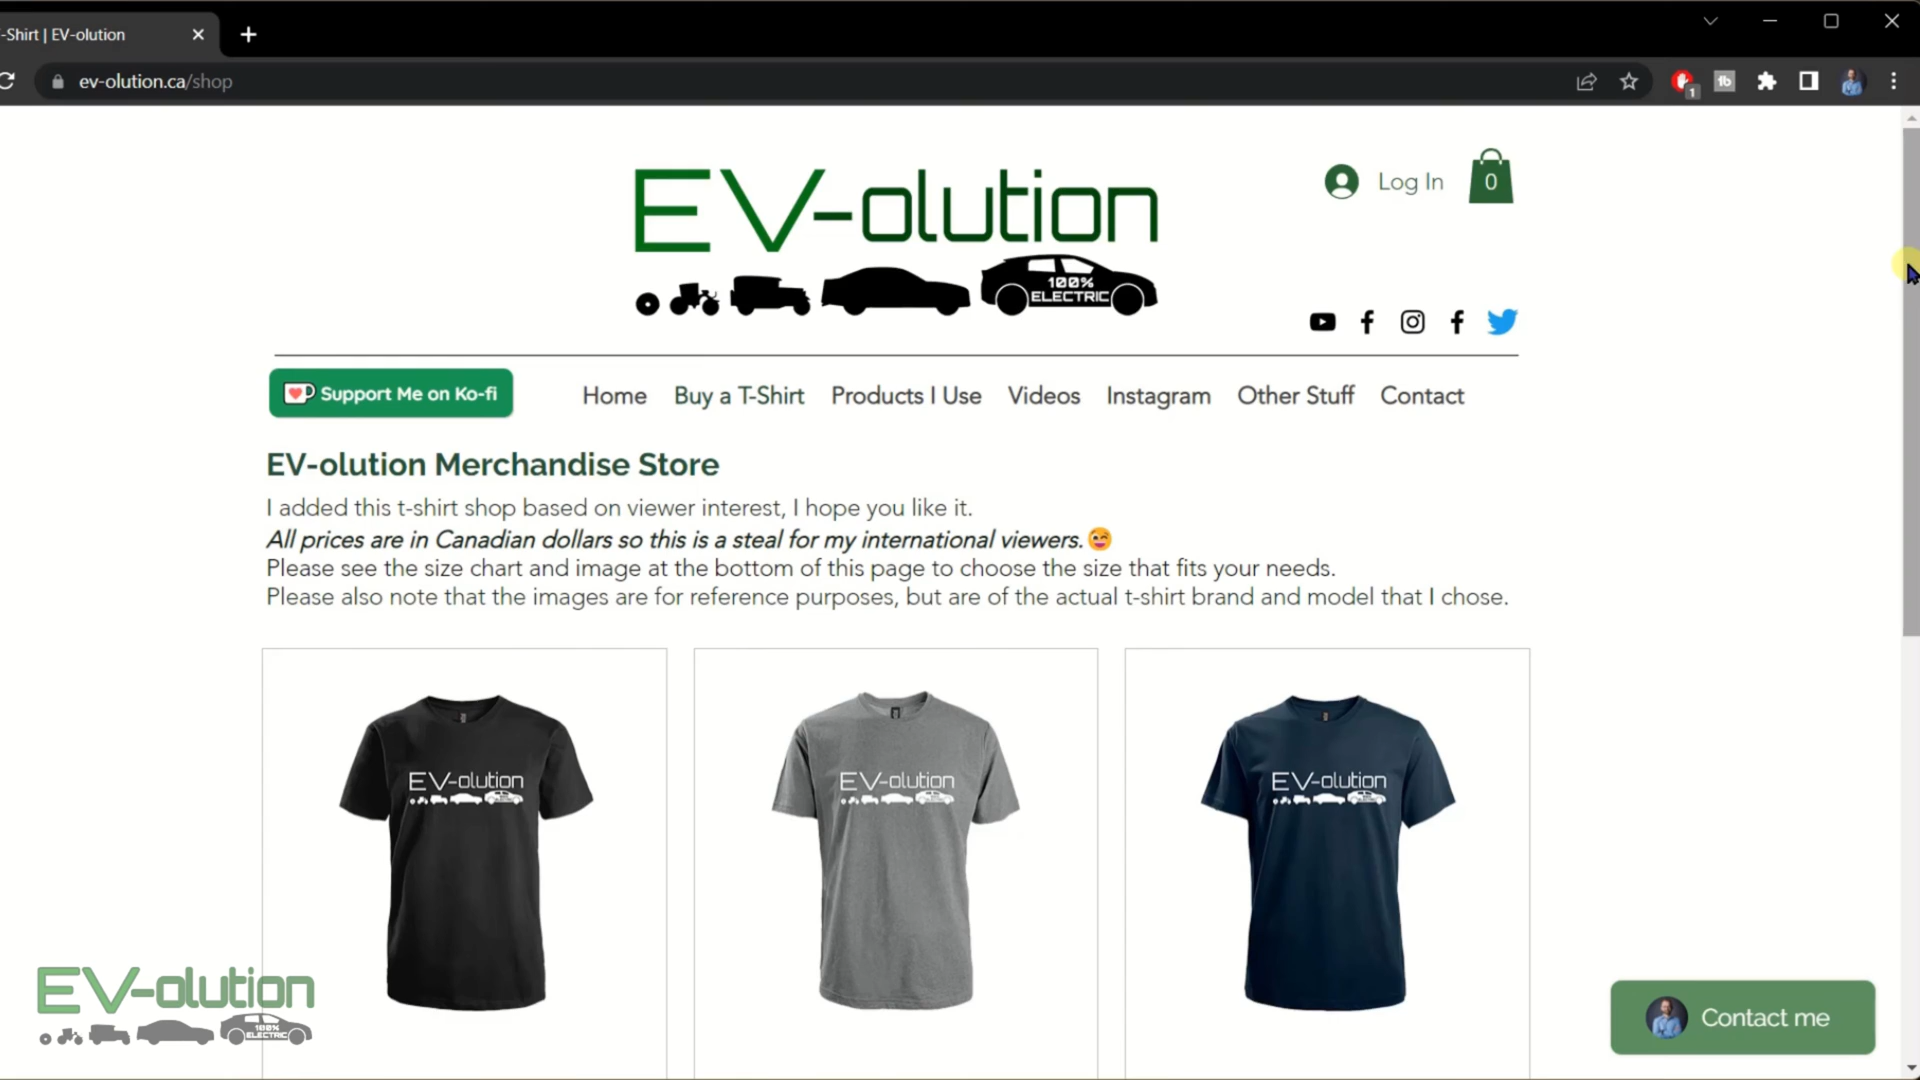 -Shirt | EV-olution
ev-olution.ca/shop
1
tb
EV-olution
100%
ELECTRIC
Log In
0
Support Me on Ko-fi
Home
Buy a T-Shirt
Products I Use
Videos
Instagram
Other Stuff
Contact
EV-olution Merchandise Store
I added this t-shirt shop based on viewer interest, I hope you like it.
All prices are in Canadian dollars so this is a steal for my international viewers.😉
Please see the size chart and image at the bottom of this page to choose the size that fits your needs.
Please also note that the images are for reference purposes, but are of the actual t-shirt brand and model that I chose.
EV-olution
EV-olution
EV-olution
EV-olution
100%
ELECTRIC
Contact me